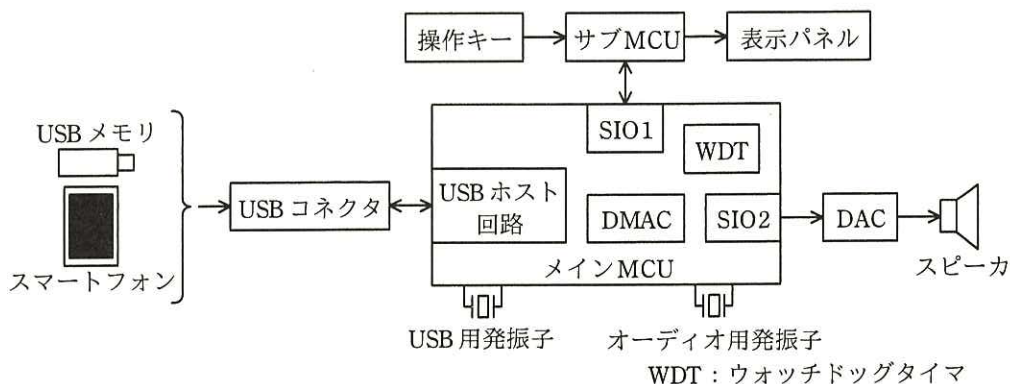 操作キー
サブMCU
表示パネル
USBメモリ
スマートフォン
USBコネクタ
USBホスト
回路
SIO1
WDT
DMAC
SIO2
メインMCU
DAC
スピーカ
USB用発振子
オーディオ用発振子
WDT：ウォッチドッグタイマ